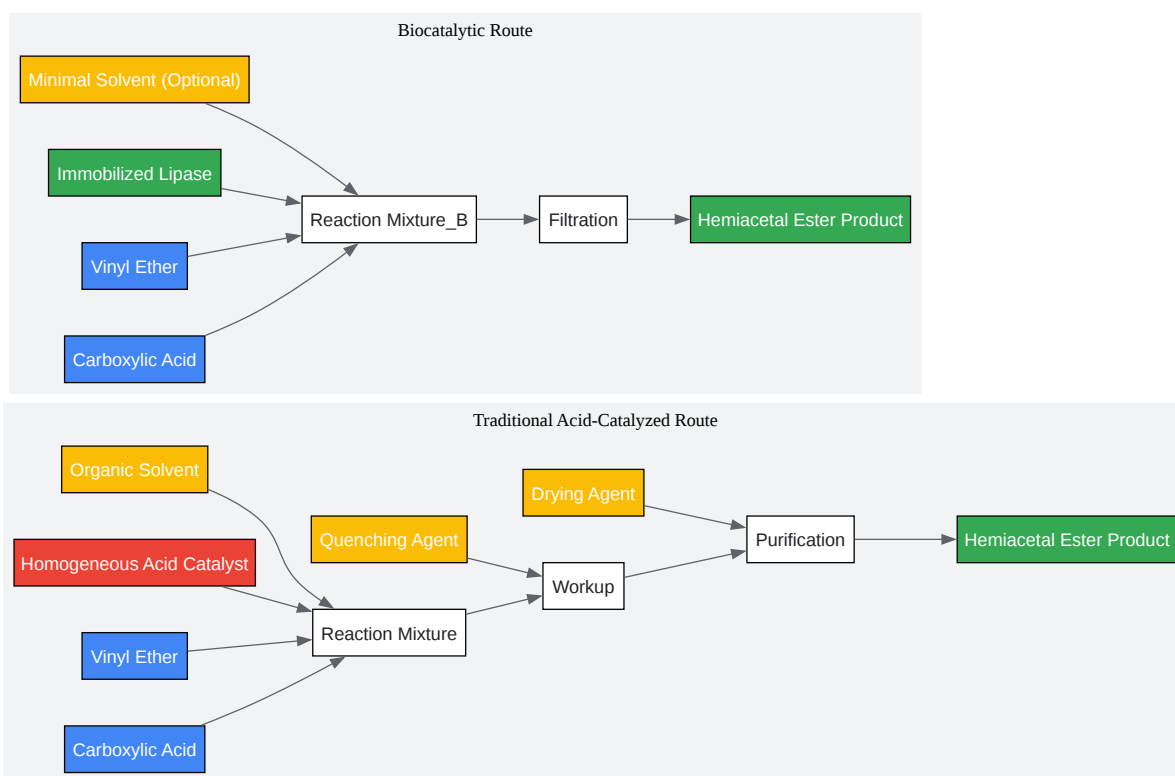 Biocatalytic Route
Minimal Solvent (Optional)
Immobilized Lipase
Vinyl Ether
Carboxylic Acid
Reaction Mixture_B
Filtration
Hemiacetal Ester Product
Traditional Acid-Catalyzed Route
Organic Solvent
Homogeneous Acid Catalyst
Vinyl Ether
Carboxylic Acid
Reaction Mixture
Quenching Agent
Workup
Drying Agent
Purification
Hemiacetal Ester Product